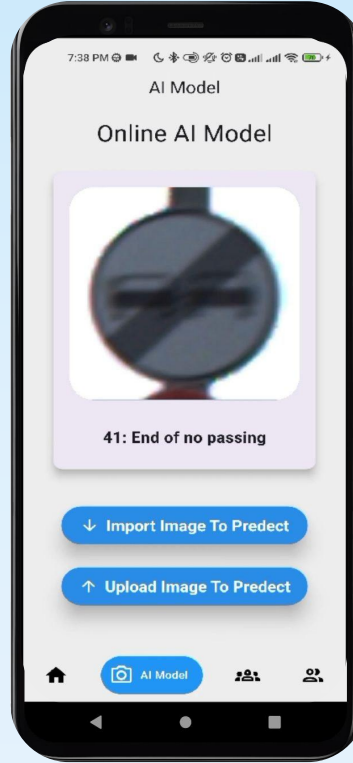 7:38 PM
AI Model
Online AI Model
41: End of no passing
Import Image To Predect
Upload Image To Predect
AI Model